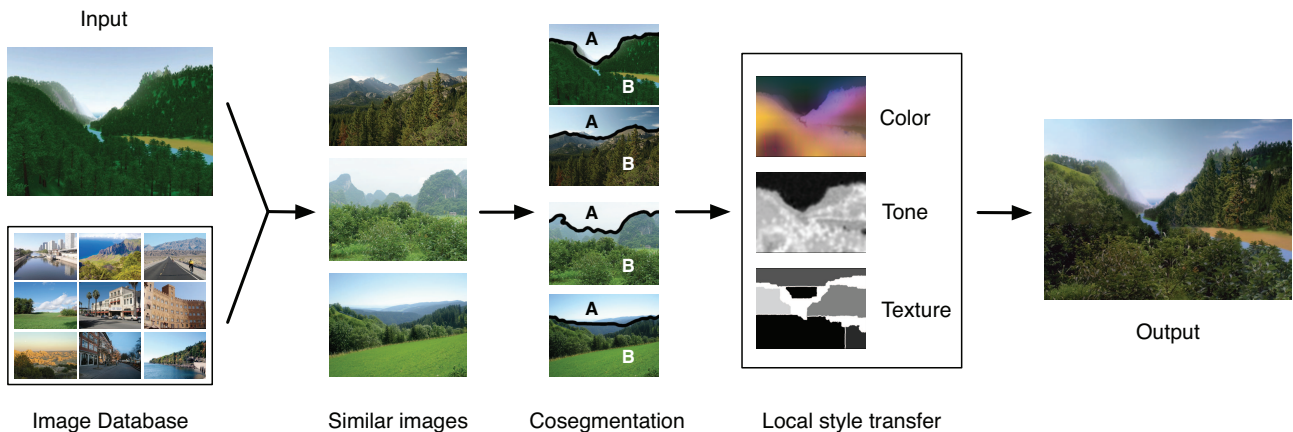 Input
Image Database
Similar images
A
B
A
B
A
B
A
B
Cosegmentation
Color
Tone
Texture
Local style transfer
Output